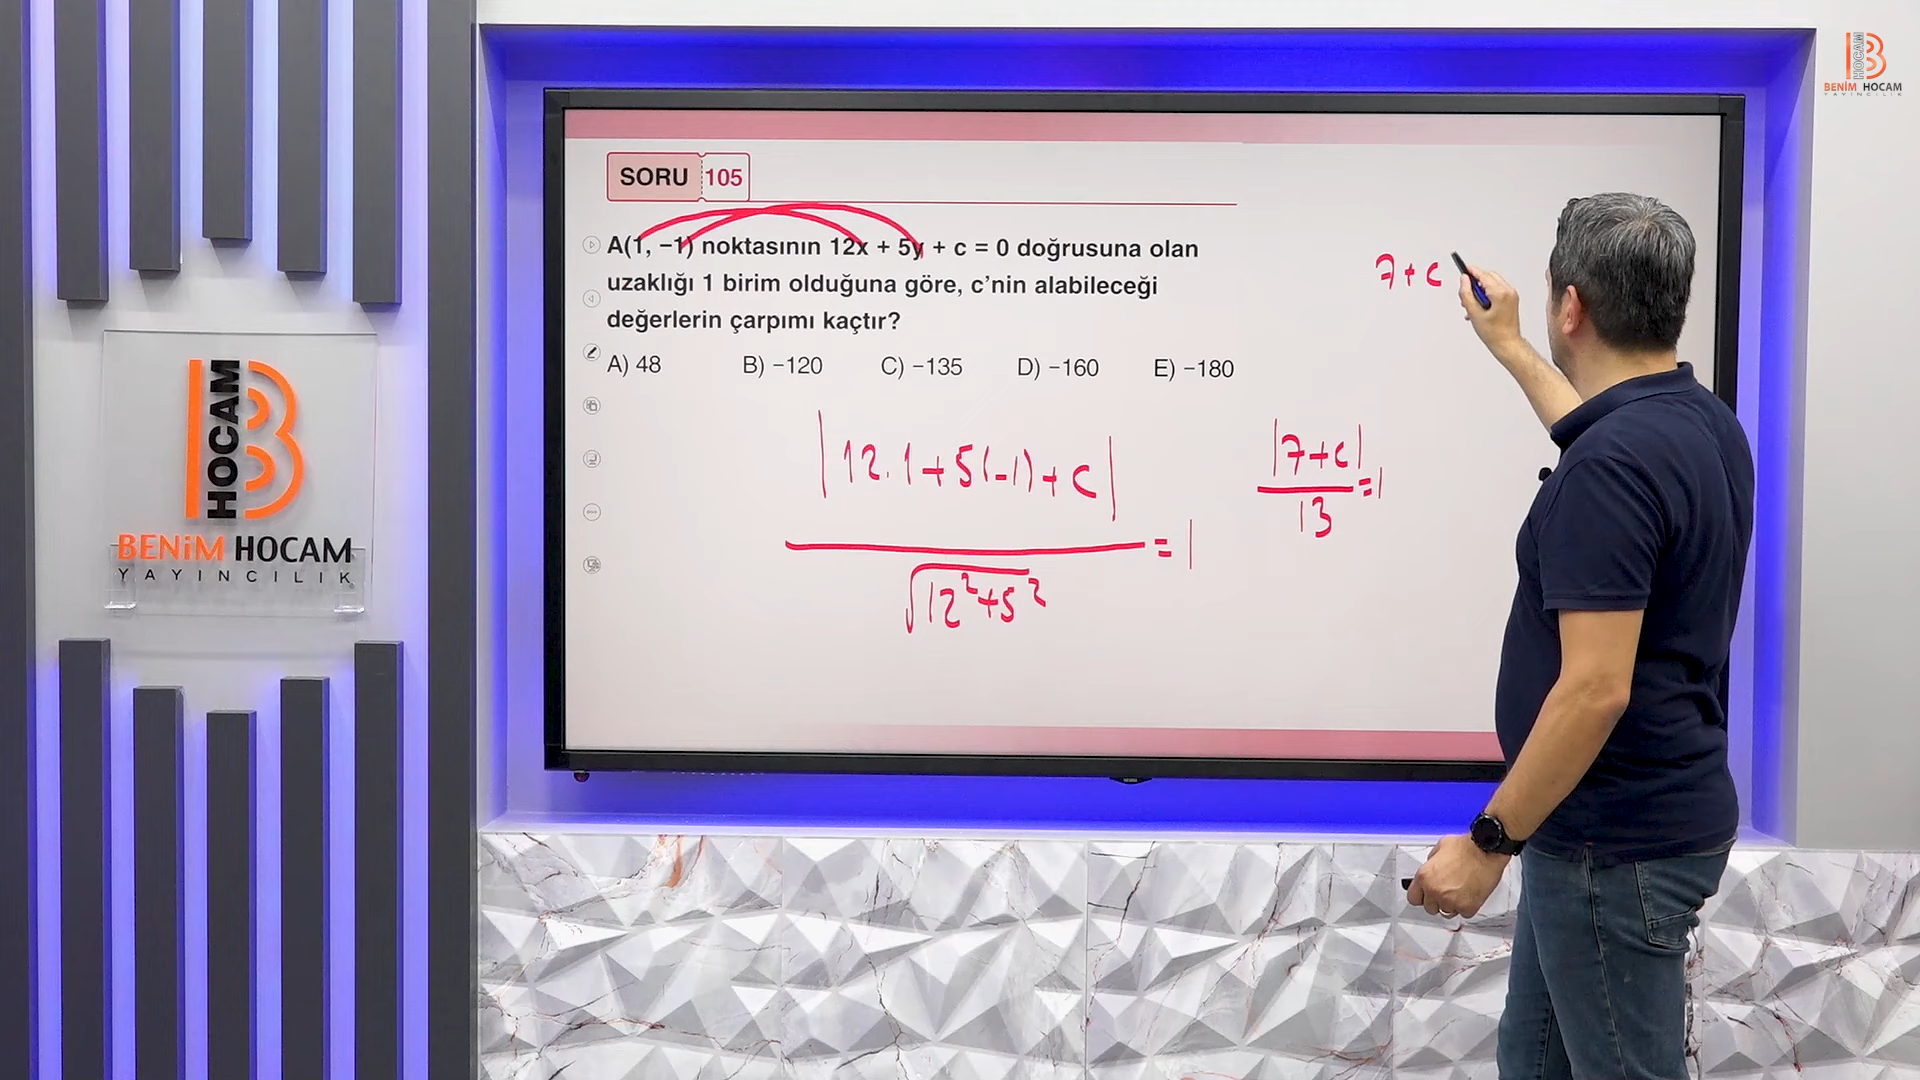 BENİM HOCAM
YAYINCILIK
SORU 105
A(1, −1) noktasının 12x + 5y + c = 0 doğrusuna olan
uzaklığı 1 birim olduğuna göre, c’nin alabileceği
değerlerin çarpımı kaçtır?
A) 48 B) −120 C) −135 D) −160 E) −180
7+c
|12.1+5(-1)+c|
√12²+5² =1
|7+c|
13 =1
HOCAM
BENİM HOCAM
YAYINCILIK